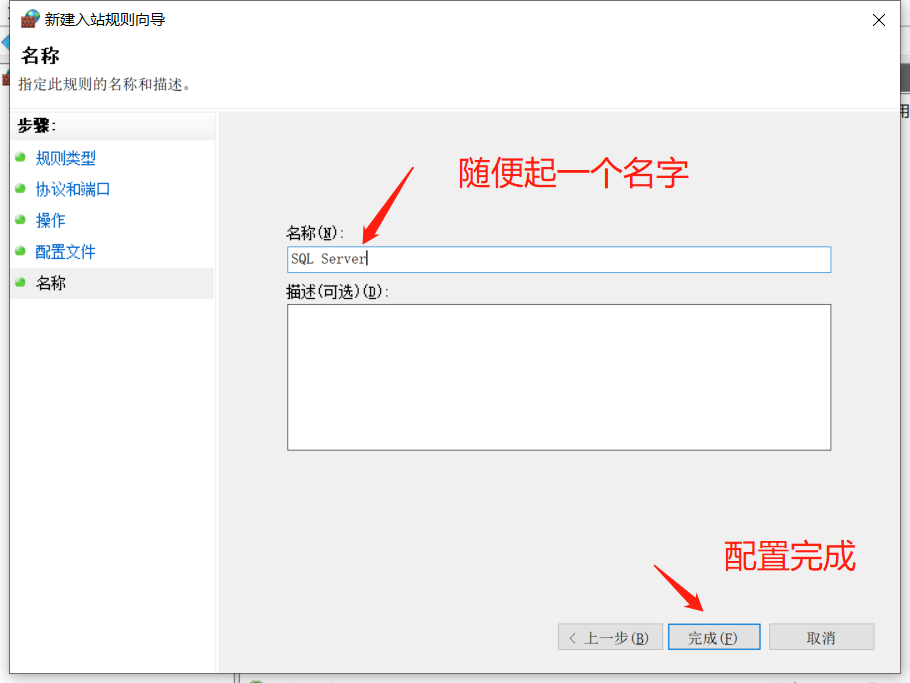 新建入站规则向导
名称
指定此规则的名称和描述。
步骤:
规则类型
协议和端口
操作
配置文件
名称
随便起一个名字
名称(N):
SQL Server
描述(可选)(D):
配置完成
< 上一步(B)
完成(F)
取消
用